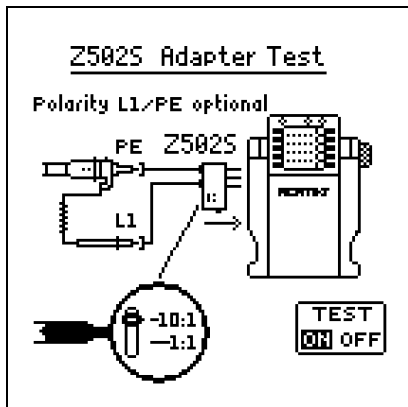 Z502S Adapter Test
Polarity L1/PE optional
PE Z502S
L1
-10:1
-1:1
TEST
ON OFF